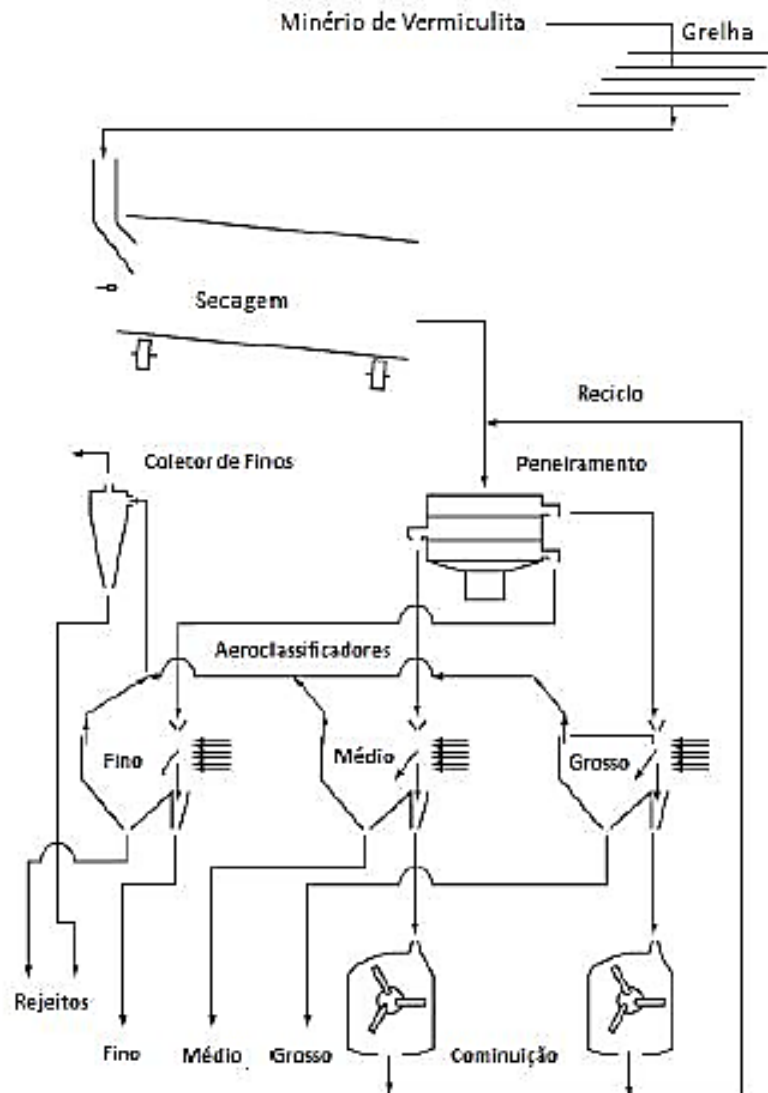 Minério de Vermiculita
Grelha
Secagem
Reciclo
Coletor de Finos
Peneiramento
Aeroclassificadores
Fino
Médio
Grosso
Rejeitos
Fino
Médio
Grosso
Cominuição